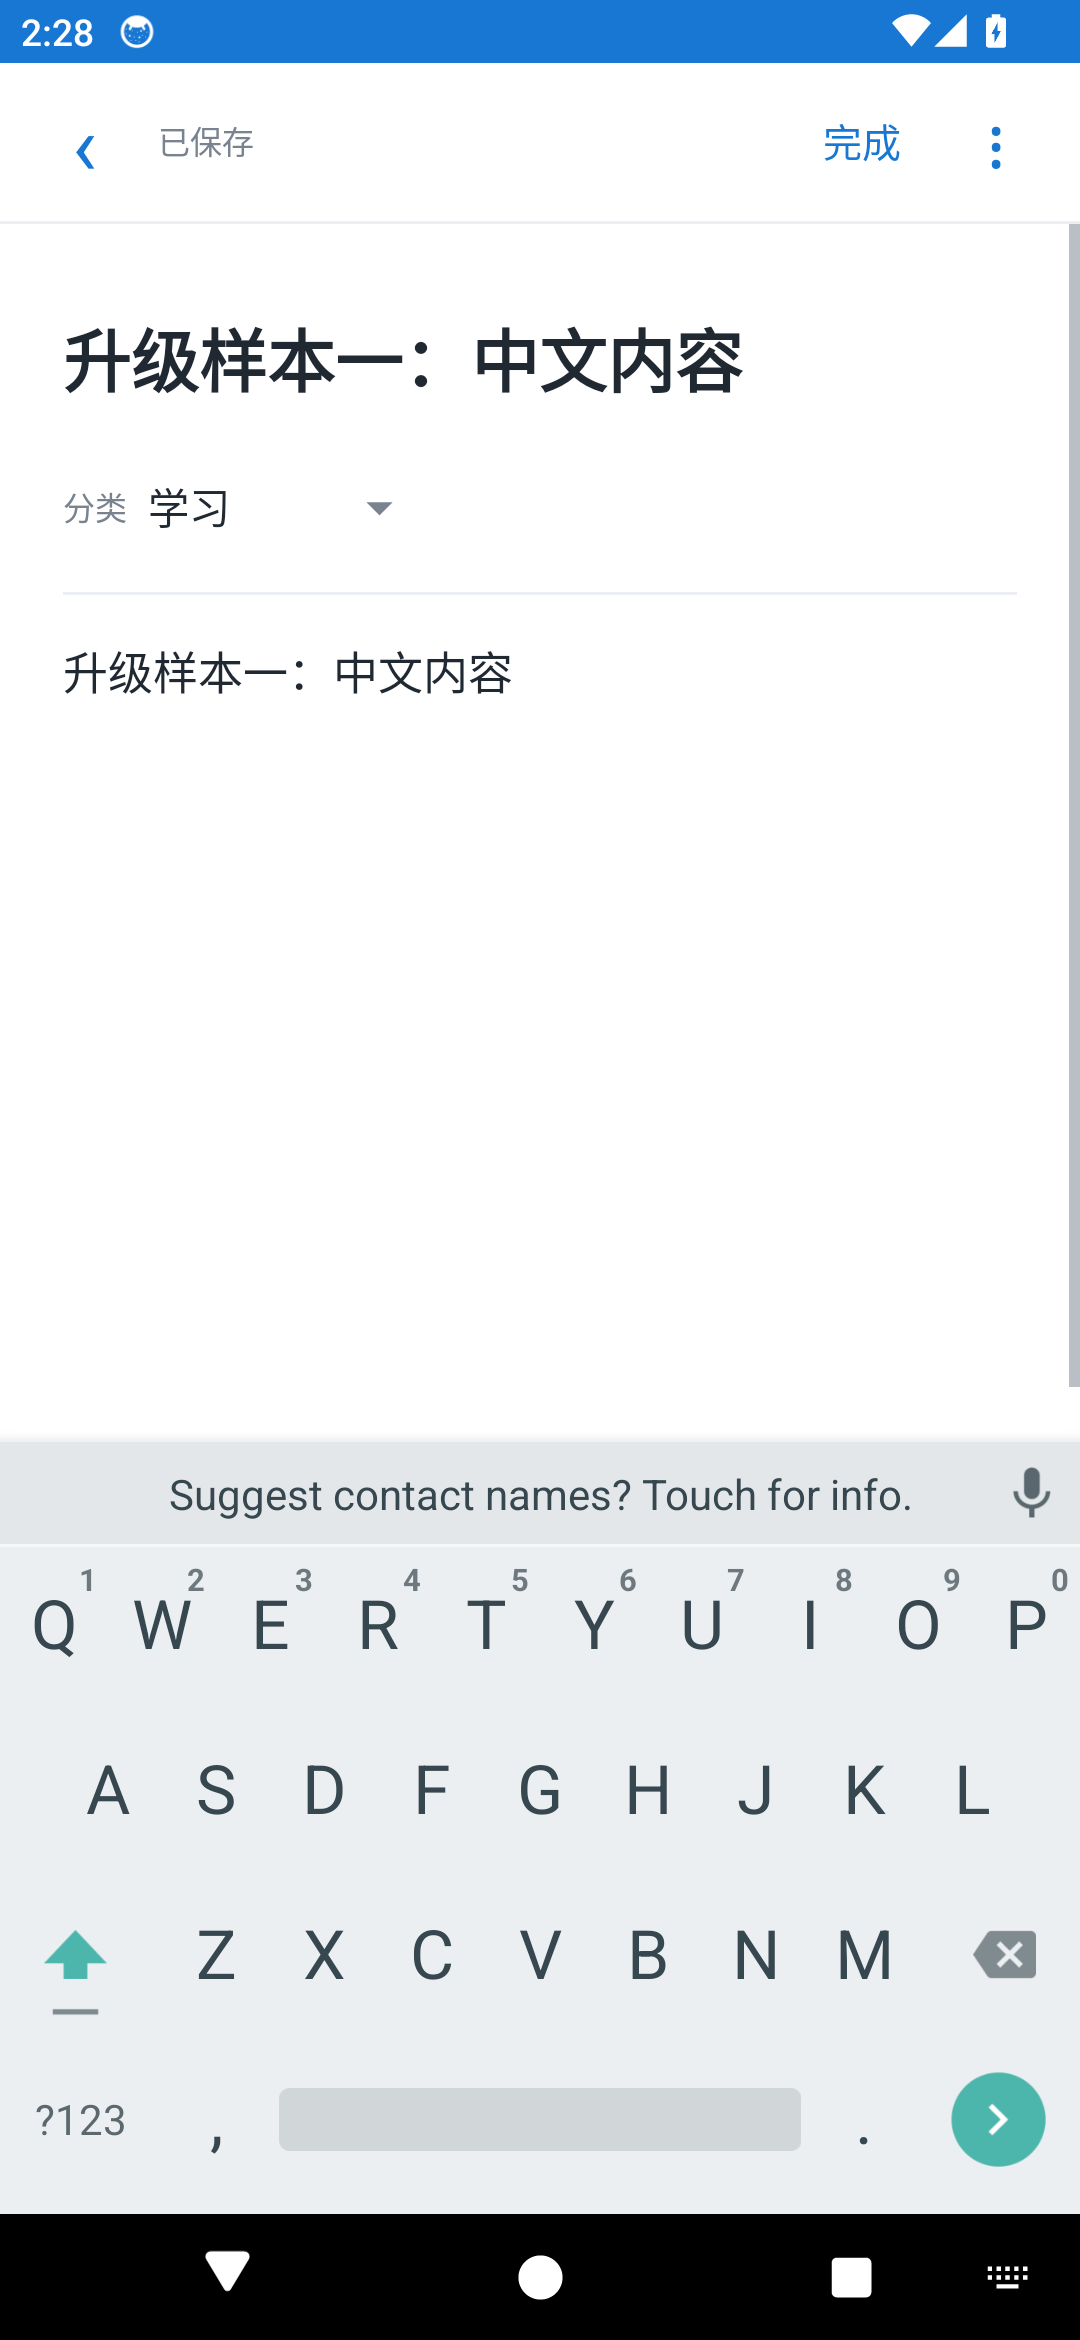 2:28
已保存
完成
升级样本一：中文内容
分类 学习
升级样本一：中文内容
Suggest contact names? Touch for info.
1 2 3 4 5 6 7 8 9 0
Q W E R T Y U I O P
A S D F G H J K L
Z X C V B N M
?123 , .